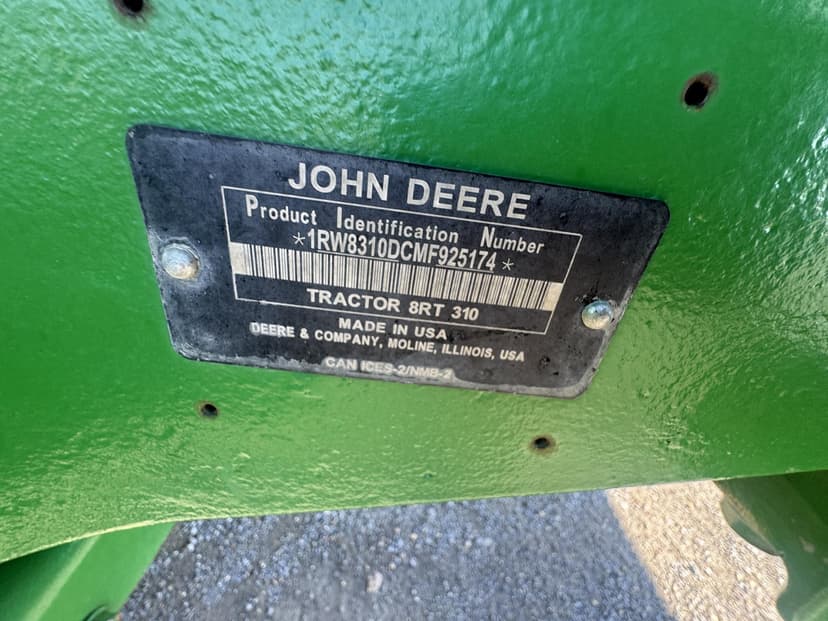 JOHN DEERE
Product Identification Number
*1RW8310DCMF925174*
TRACTOR 8RT 310
MADE IN USA
DEERE & COMPANY, MOLINE, ILLINOIS, USA
CAN ICES-2/NMB-2